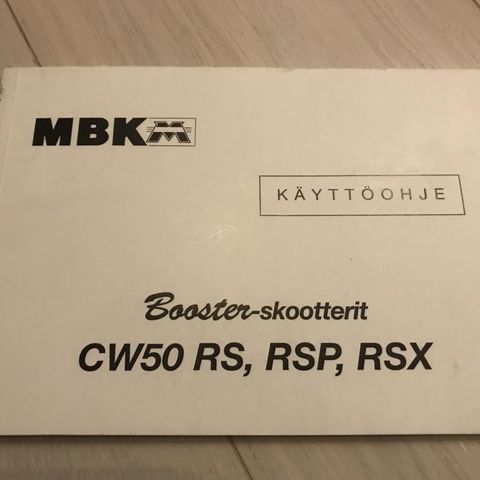 MBK
KÄYTTÖOHJE
Booster-skootterit
CW50 RS, RSP, RSX